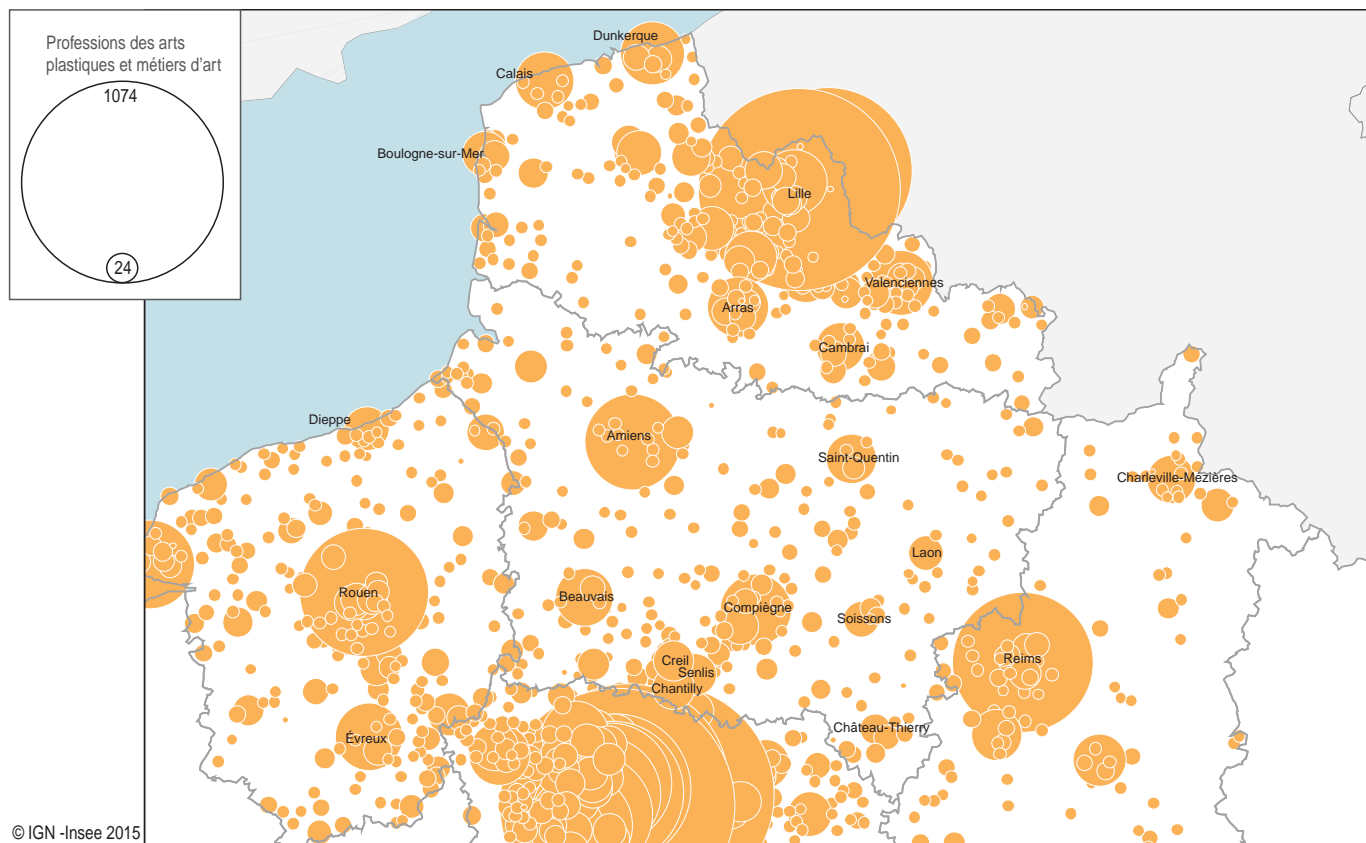 Professions des arts
plastiques et métiers d'art
1074
24
Dunkerque
Calais
Boulogne-sur-Mer
Lille
Valenciennes
Arras
Cambrai
Dieppe
Amiens
Saint-Quentin
Charleville-Mézières
Laon
Rouen
Beauvais
Compiègne
Soissons
Reims
Creil
Senlis
Chantilly
Château-Thierry
Évreux
© IGN -Insee 2015